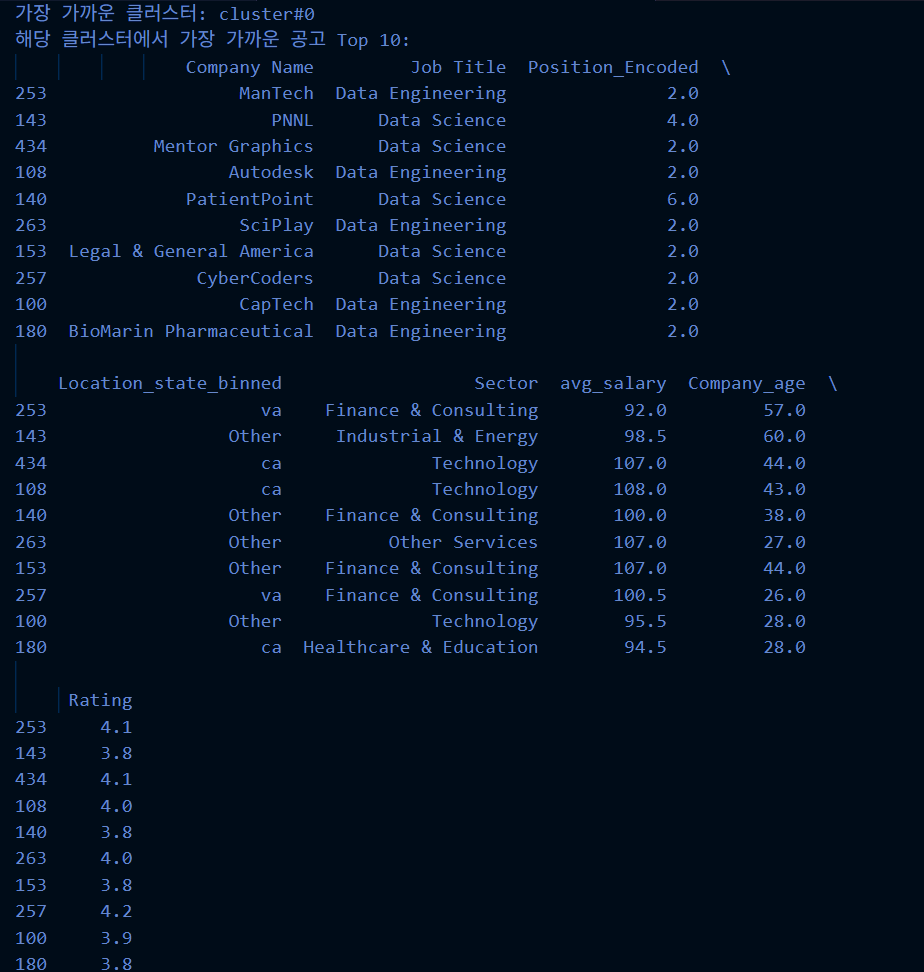 가장 가까운 클러스터: cluster#0
해당 클러스터에서 가장 가까운 공고 Top 10:
                Company Name         Job Title  Position_Encoded  \
253                  ManTech  Data Engineering               2.0
143                     PNNL      Data Science               4.0
434          Mentor Graphics      Data Science               2.0
108                 Autodesk  Data Engineering               2.0
140             PatientPoint      Data Science               6.0
263                  SciPlay  Data Engineering               2.0
153  Legal & General America      Data Science               2.0
257               CyberCoders      Data Science               2.0
100                  CapTech  Data Engineering               2.0
180  BioMarin Pharmaceutical  Data Engineering               2.0
    Location_state_binned                  Sector  avg_salary  Company_age  \
253                    va    Finance & Consulting        92.0         57.0
143                 Other     Industrial & Energy        98.5         60.0
434                    ca              Technology       107.0         44.0
108                    ca              Technology       108.0         43.0
140                 Other    Finance & Consulting       100.0         38.0
263                 Other          Other Services       107.0         27.0
153                 Other    Finance & Consulting       107.0         44.0
257                    va    Finance & Consulting       100.5         26.0
100                 Other              Technology        95.5         28.0
180                    ca  Healthcare & Education        94.5         28.0
     Rating
253     4.1
143     3.8
434     4.1
108     4.0
140     3.8
263     4.0
153     3.8
257     4.2
100     3.9
180     3.8